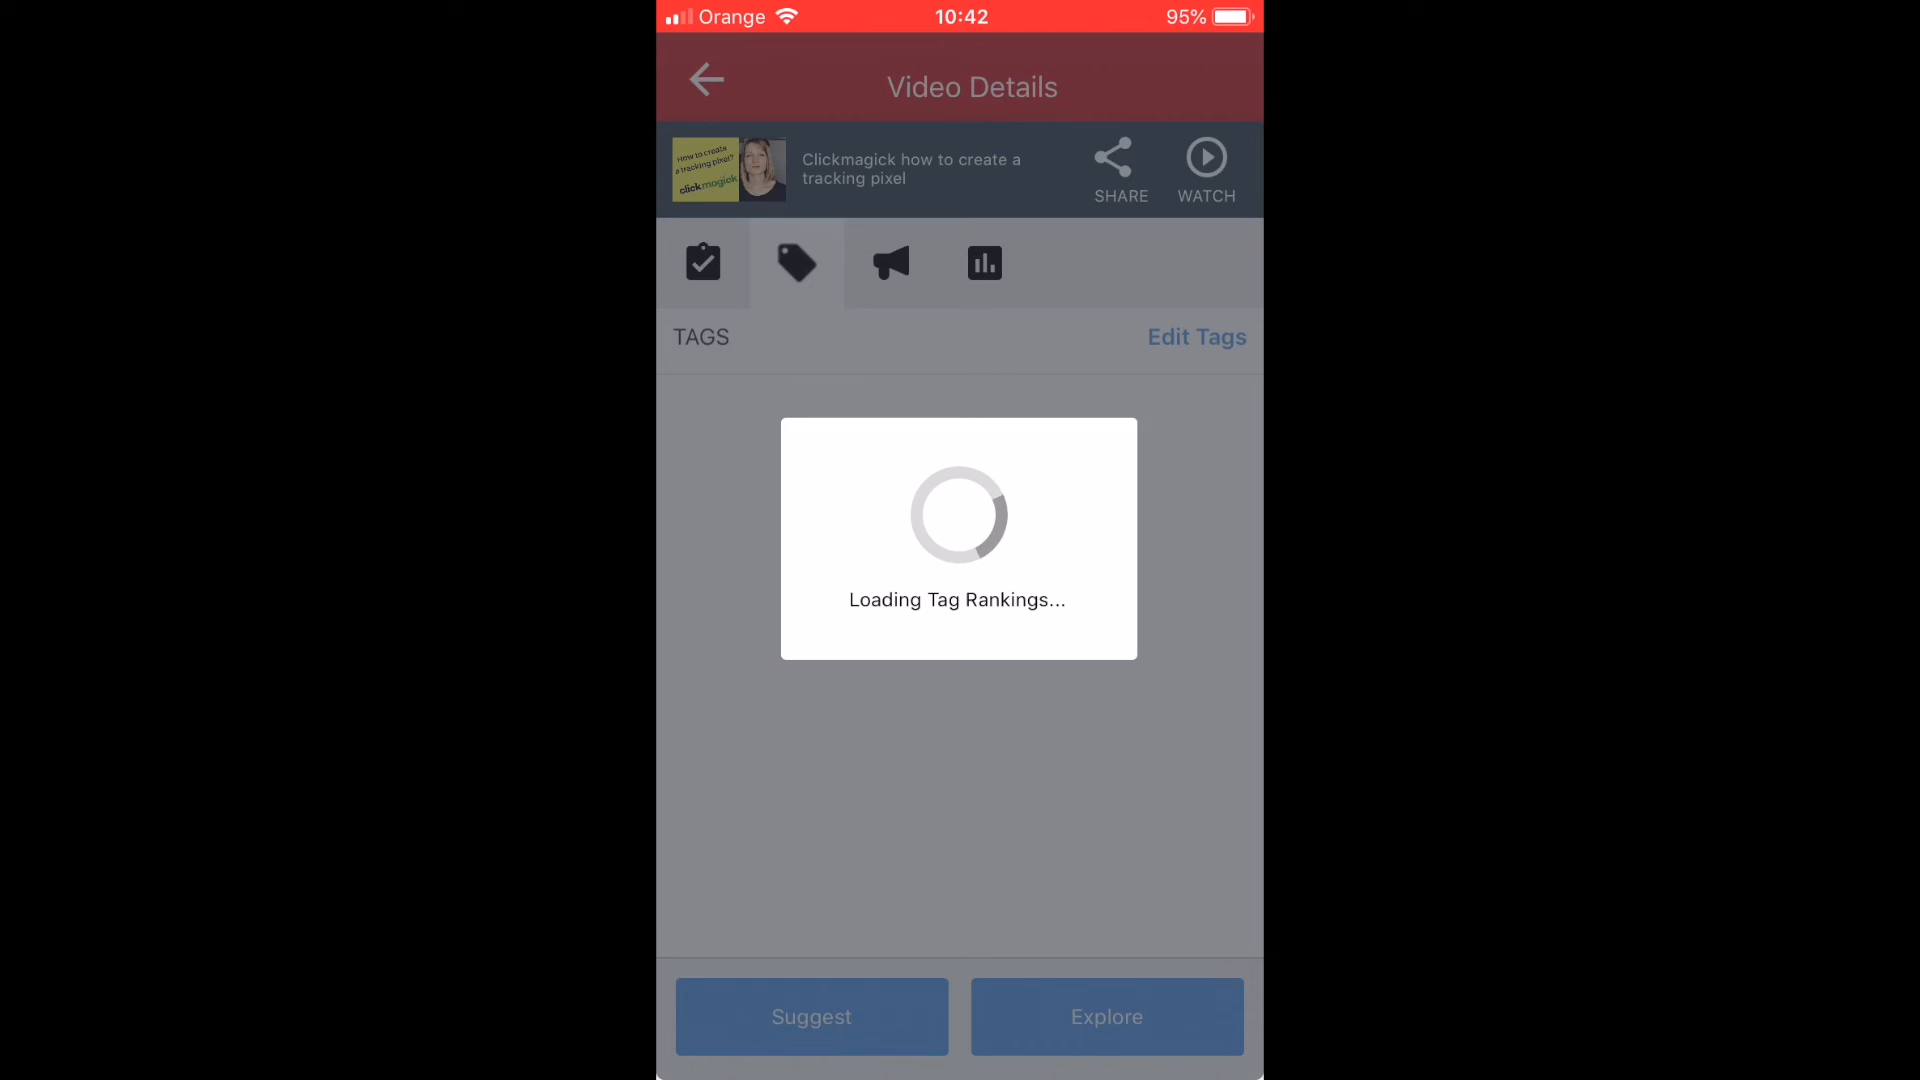 Orange 10:42 95%
Video Details
How to create
a tracking pixel?
clickmagick
Clickmagick how to create a
tracking pixel
SHARE
WATCH
TAGS
Edit Tags
Loading Tag Rankings...
Suggest
Explore